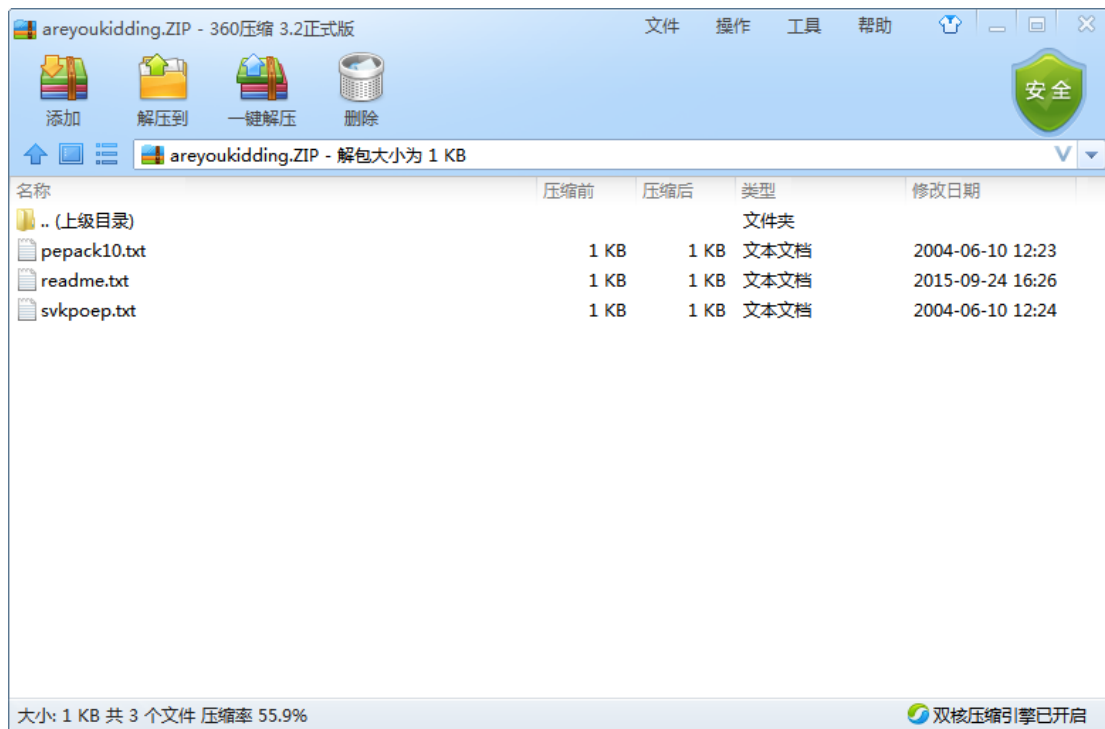 areyoukidding.ZIP - 360压缩 3.2正式版 文件 操作 工具 帮助
添加 解压到 一键解压 删除 安全
areyoukidding.ZIP - 解包大小为 1 KB
名称 压缩前 压缩后 类型 修改日期
.. (上级目录) 文件夹
pepack10.txt 1 KB 1 KB 文本文档 2004-06-10 12:23
readme.txt 1 KB 1 KB 文本文档 2015-09-24 16:26
svkpoep.txt 1 KB 1 KB 文本文档 2004-06-10 12:24
大小: 1 KB 共 3 个文件 压缩率 55.9% 双核压缩引擎已开启